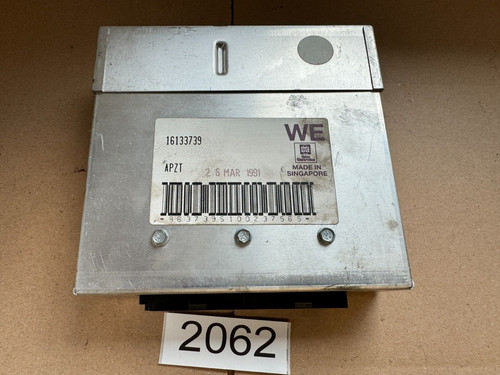 16133739
WE
APZT
26 MAR 1991
MADE IN
SINGAPORE
2062